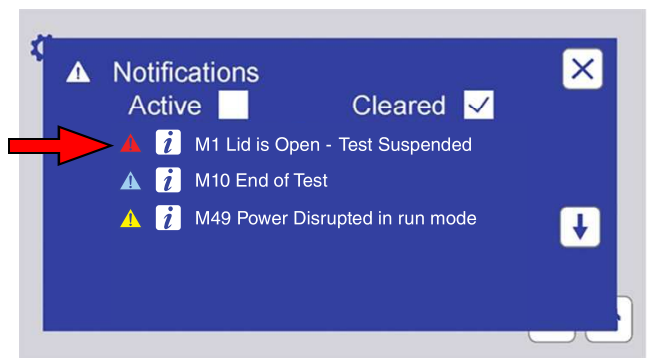 Notifications
Active Cleared
M1 Lid is Open - Test Suspended
M10 End of Test
M49 Power Disrupted in run mode